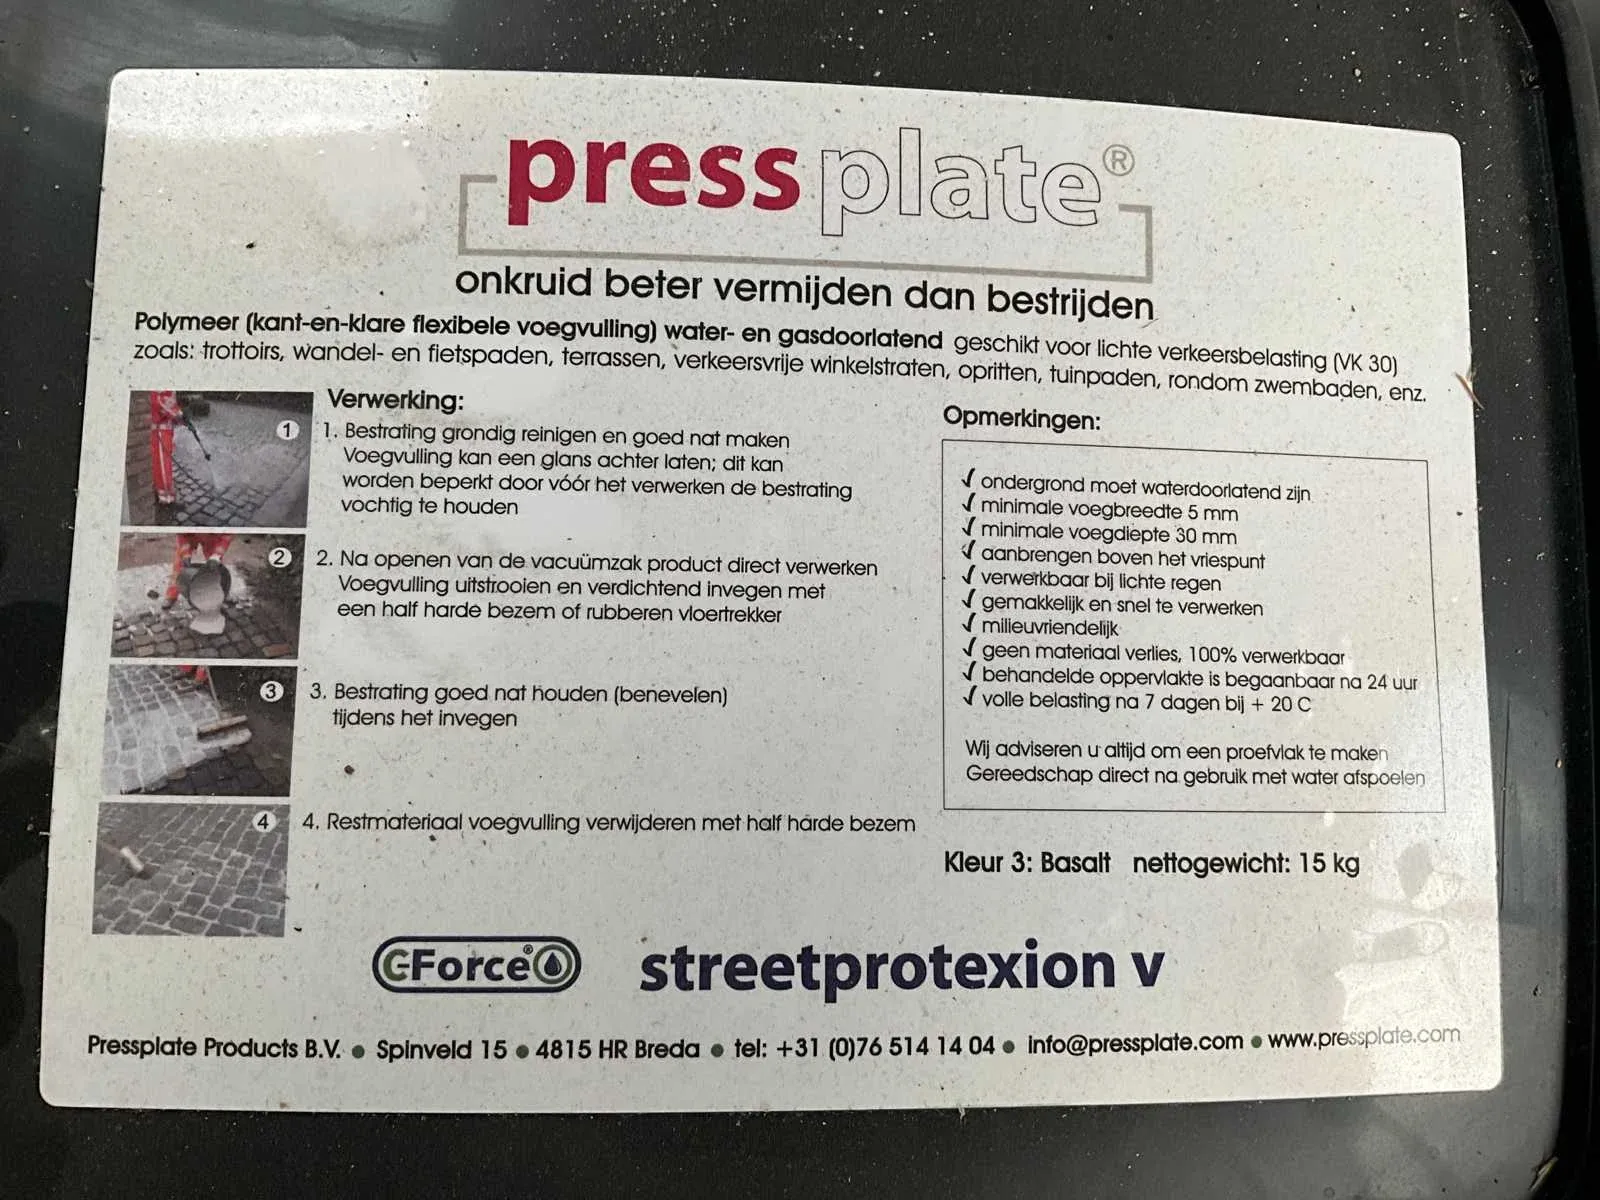 press plate®
onkruid beter vermijden dan bestrijden
Polymeer (kant-en-klare flexibele voegvulling) water- en gasdoorlatend geschikt voor lichte verkeersbelasting (VK 30)
zoals: trottoirs, wandel- en fietspaden, terrassen, verkeersvrije winkelstraten, opritten, tuinpaden, rondom zwembaden, enz.
Verwerking:
1
1. Bestrating grondig reinigen en goed nat maken
Voegvulling kan een glans achter laten; dit kan
worden beperkt door vóór het verwerken de bestrating
vochtig te houden
2
2. Na openen van de vacuümzak product direct verwerken
Voegvulling uitstrooien en verdichtend invegen met
een half harde bezem of rubberen vloertrekker
3
3. Bestrating goed nat houden (benevelen)
tijdens het invegen
4
4. Restmateriaal voegvulling verwijderen met half harde bezem
Opmerkingen:
✓ ondergrond moet waterdoorlatend zijn
✓ minimale voegbreedte 5 mm
✓ minimale voegdiepte 30 mm
✓ aanbrengen boven het vriespunt
✓ verwerkbaar bij lichte regen
✓ gemakkelijk en snel te verwerken
✓ milieuvriendelijk
✓ geen materiaal verlies, 100% verwerkbaar
✓ behandelde oppervlakte is begaanbaar na 24 uur
✓ volle belasting na 7 dagen bij + 20 C
Wij adviseren u altijd om een proefvlak te maken
Gereedschap direct na gebruik met water afspoelen
Kleur 3: Basalt nettogewicht: 15 kg
C-Force® streetprotexion v
Pressplate Products B.V. • Spinveld 15 • 4815 HR Breda • tel: +31 (0)76 514 14 04 • info@pressplate.com • www.pressplate.com